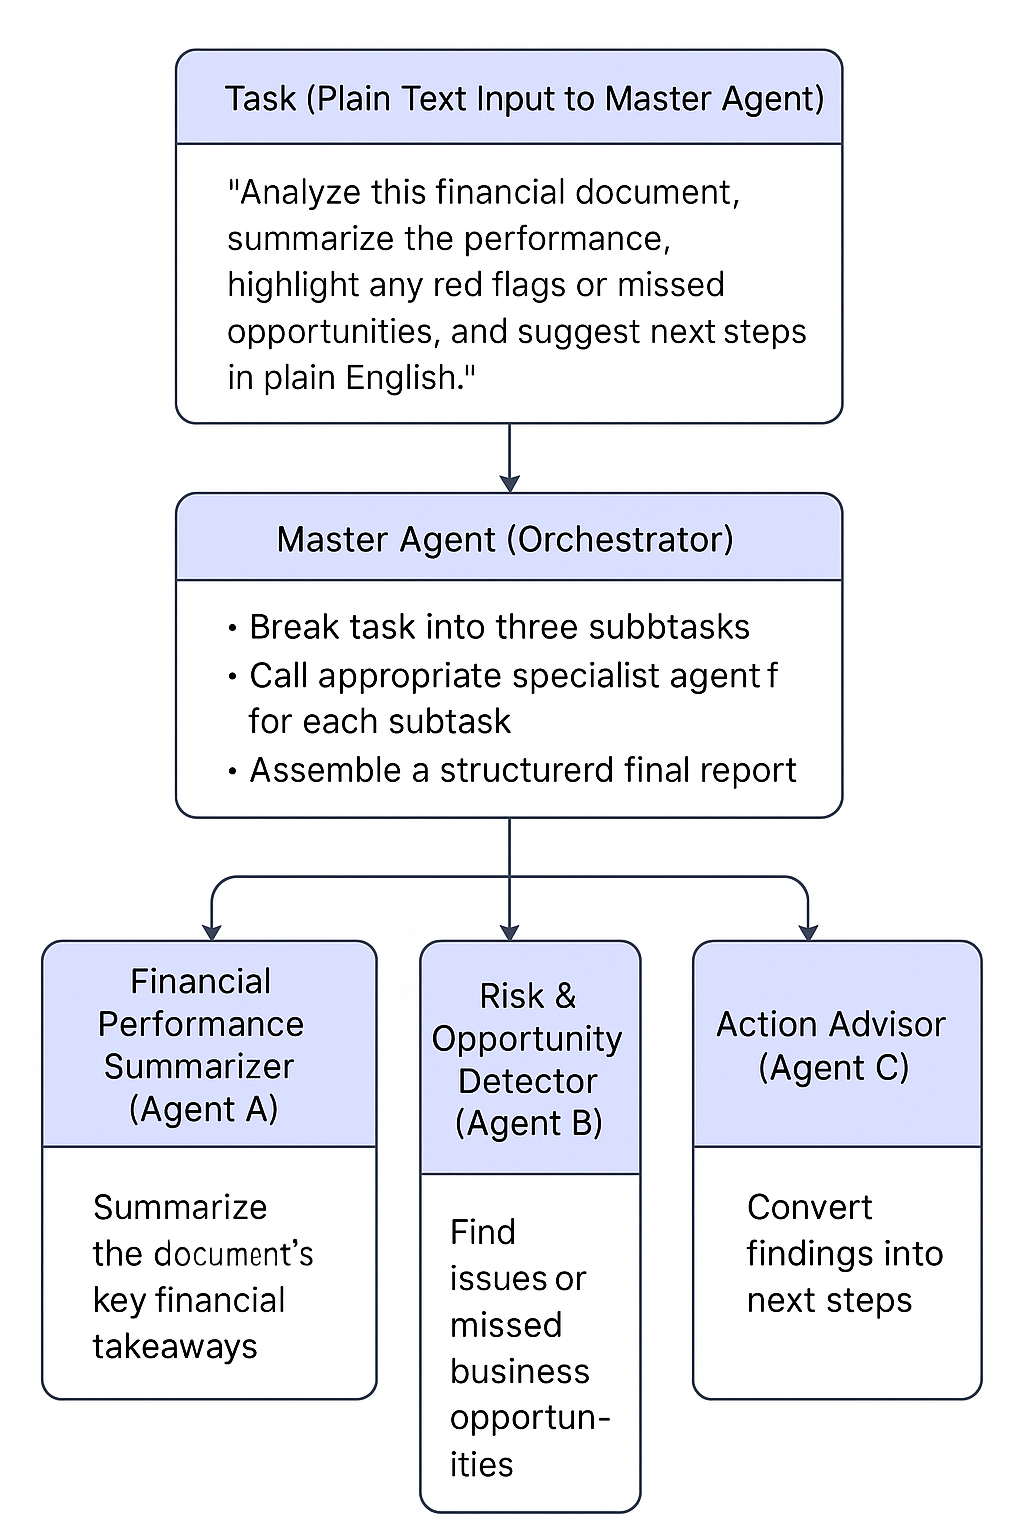 Task (Plain Text Input to Master Agent)
"Analyze this financial document,
summarize the performance,
highlight any red flags or missed
opportunities, and suggest next steps
in plain English."
Master Agent (Orchestrator)
• Break task into three subbtasks
• Call appropriate specialist agent f
for each subtask
• Assemble a structurerd final report
Financial
Performance
Summarizer
(Agent A)
Summarize
the document's
key financial
takeaways
Risk &
Opportunity
Detector
(Agent B)
Find
issues or
missed
business
opportun-
ities
Action Advisor
(Agent C)
Convert
findings into
next steps